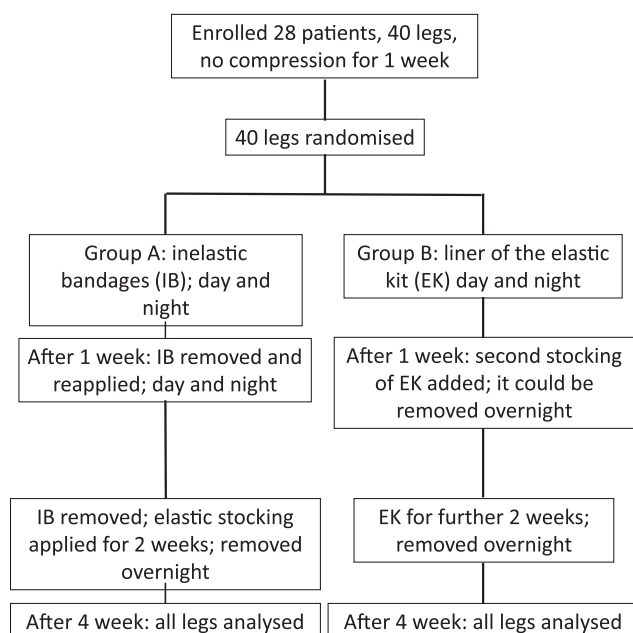 Enrolled 28 patients, 40 legs,
no compression for 1 week
40 legs randomised
Group A: inelastic
bandages (IB); day and
night
Group B: liner of the elastic
kit (EK) day and night
After 1 week: IB removed and
reapplied; day and night
After 1 week: second stocking
of EK added; it could be
removed overnight
IB removed; elastic stocking
applied for 2 weeks; removed
overnight
EK for further 2 weeks;
removed overnight
After 4 week: all legs analysed
After 4 week: all legs analysed